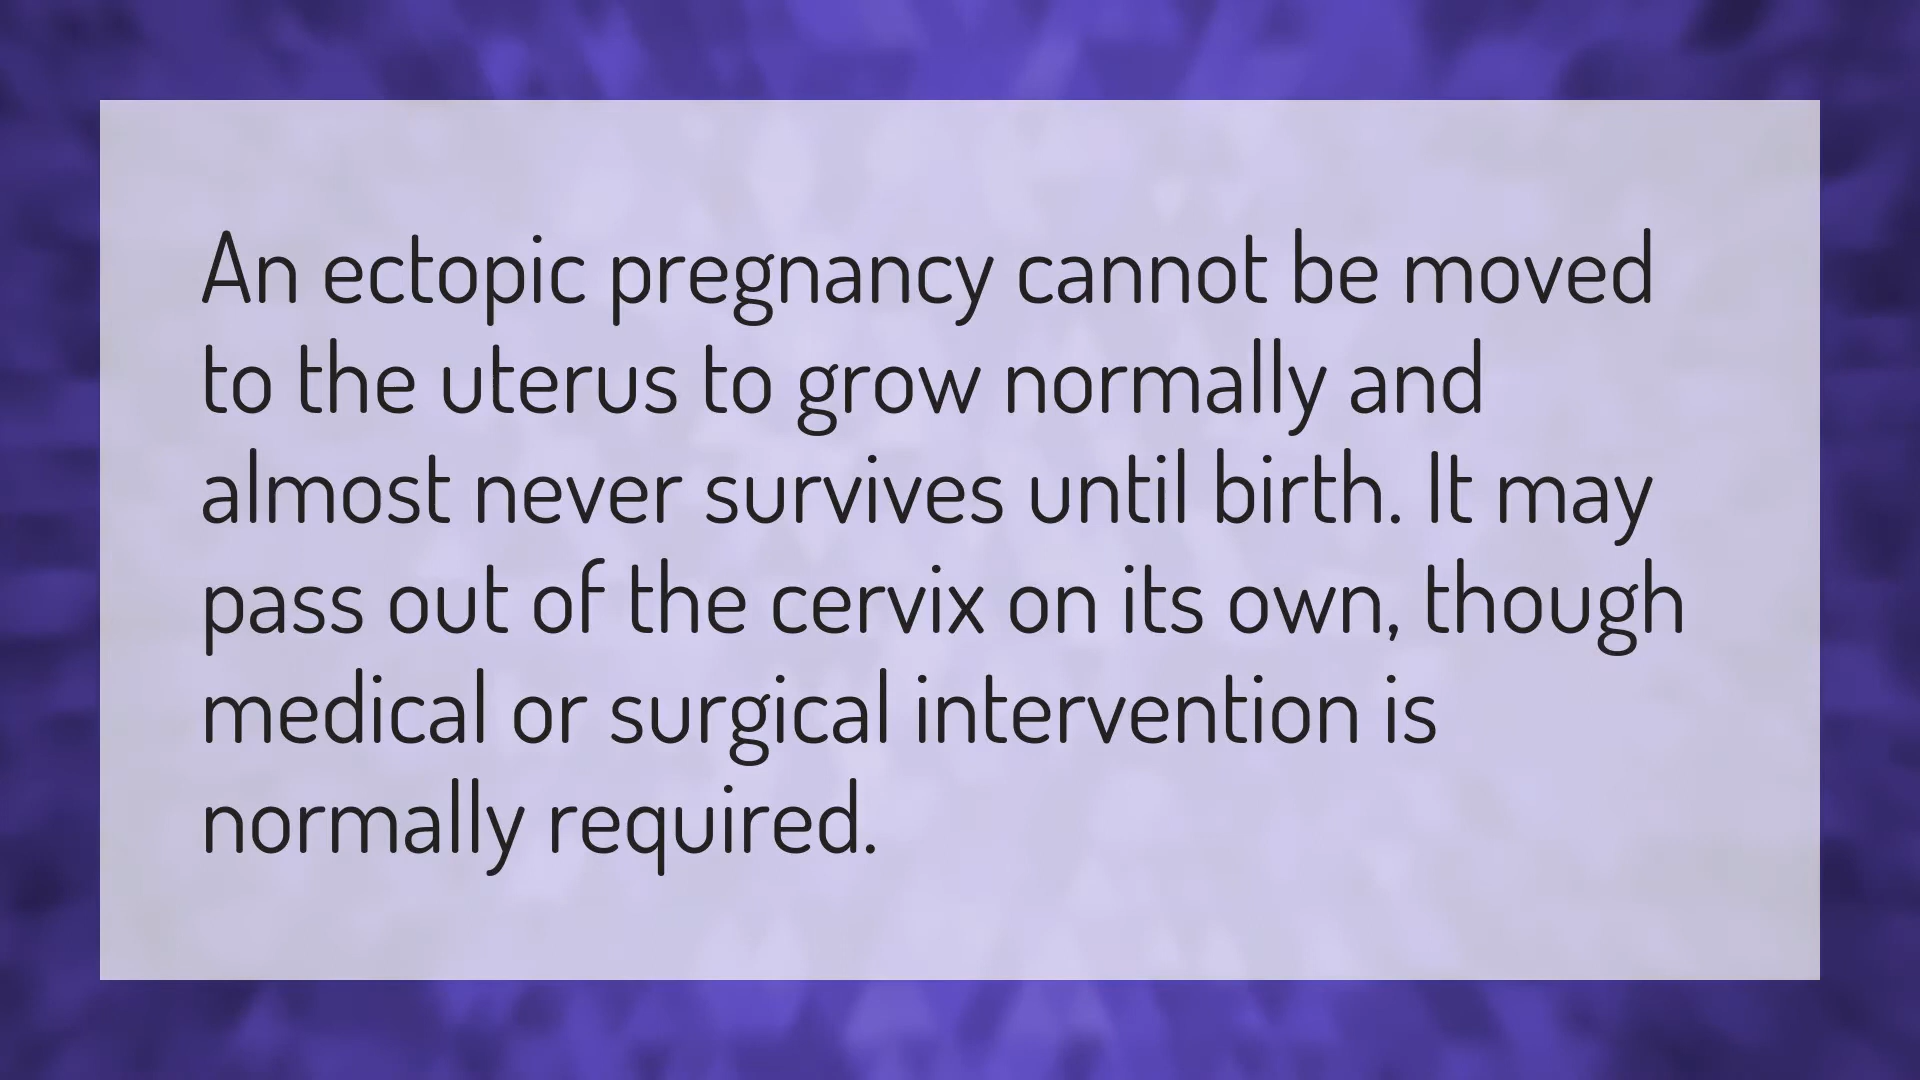 An ectopic pregnancy cannot be moved
to the uterus to grow normally and
almost never survives until birth. It may
pass out of the cervix on its own, though
medical or surgical intervention is
normally required.